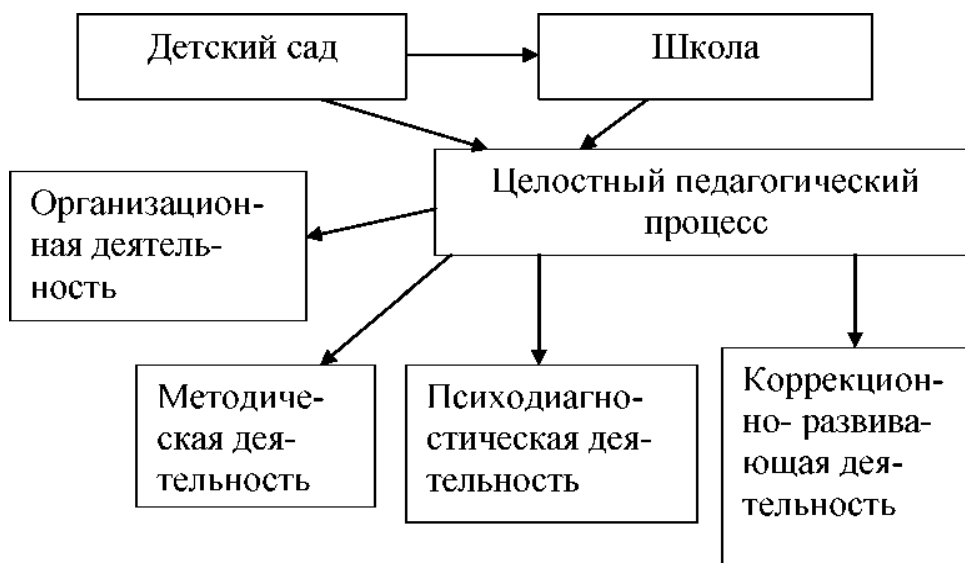 Детский сад
Школа
Целостный педагогический
процесс
Организацион-
ная деятель-
ность
Методиче-
ская дея-
тельность
Психодиагно-
стическая дея-
тельность
Коррекцион-
но- развива-
ющая дея-
тельность